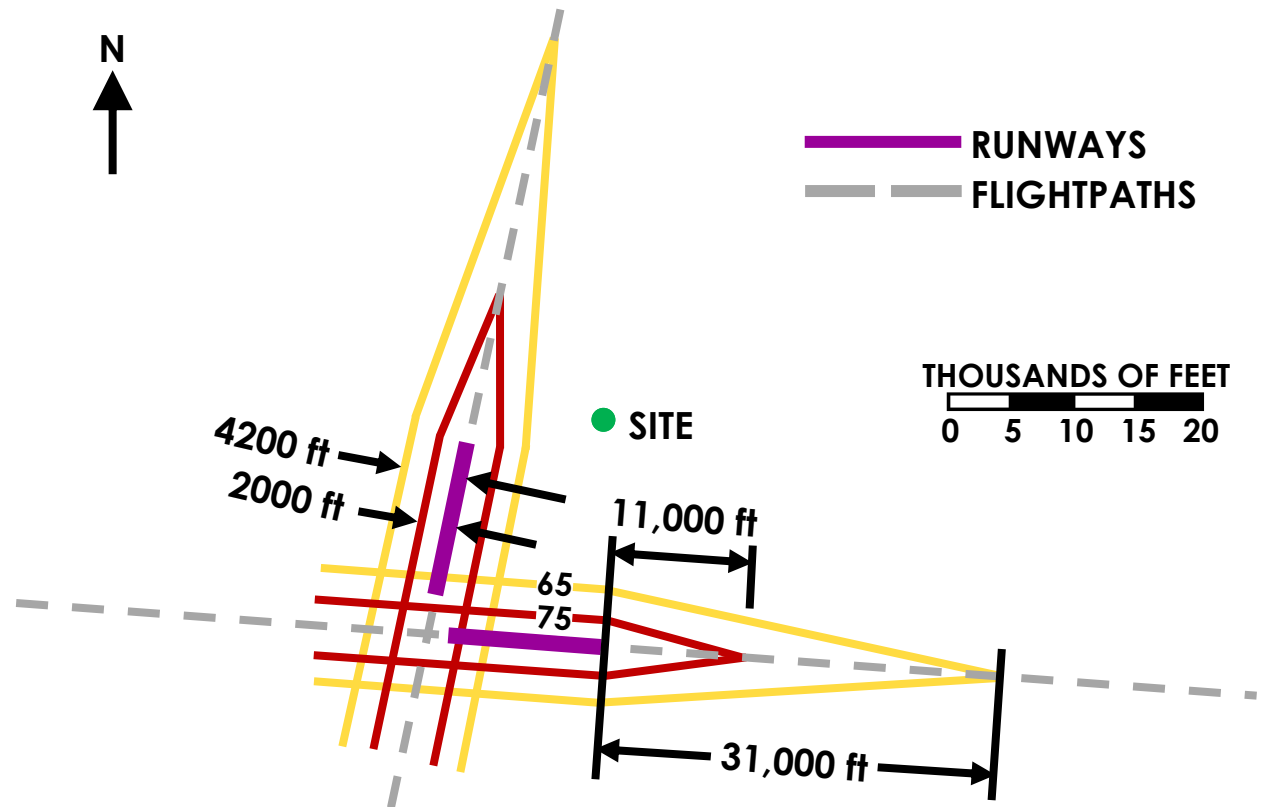 N
RUNWAYS
FLIGHTPATHS
THOUSANDS OF FEET
0 5 10 15 20
SITE
4200 ft
2000 ft
11,000 ft
65
75
31,000 ft